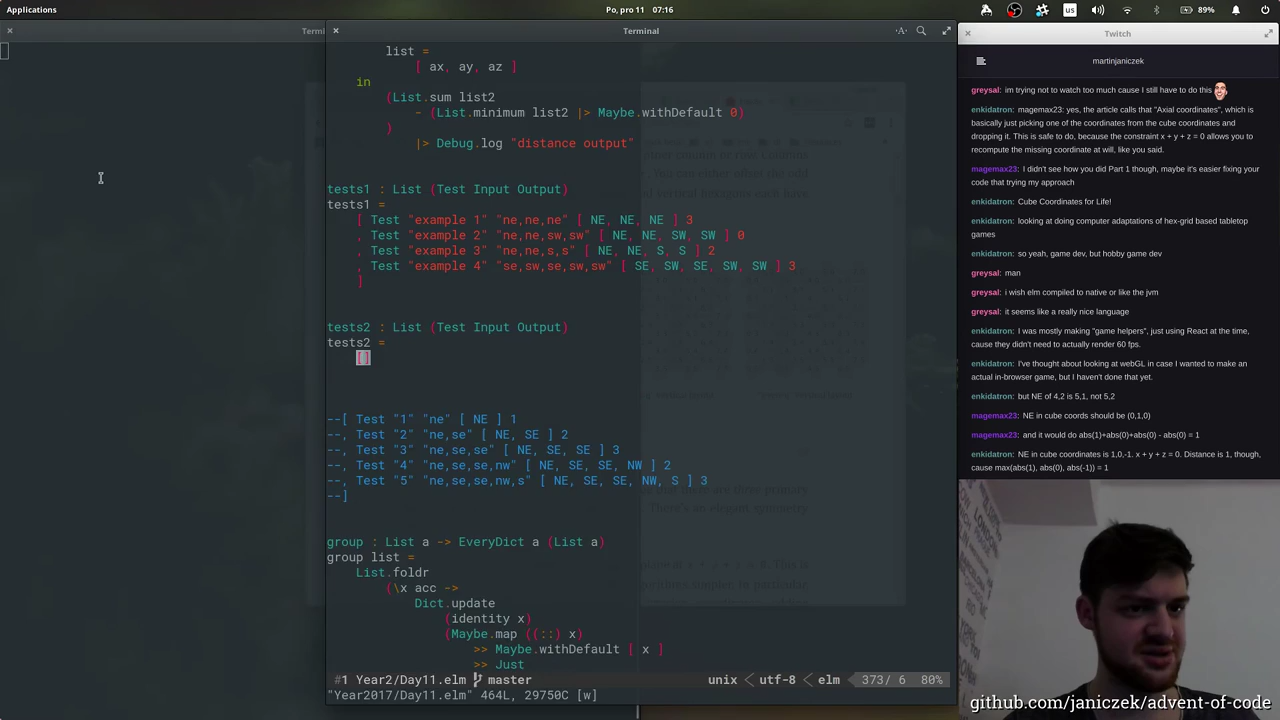 Applications
Po, pro 11 07:16
us
89%
Termi
Terminal
Twitch
martinjaniczek
list =
[ ax, ay, az ]
in
(List.sum list2
- (List.minimum list2 |> Maybe.withDefault 0)
)
|> Debug.log "distance output"
tests1 : List (Test Input Output)
tests1 =
[ Test "example 1" "ne,ne,ne" [ NE, NE, NE ] 3
, Test "example 2" "ne,ne,sw,sw" [ NE, NE, SW, SW ] 0
, Test "example 3" "ne,ne,s,s" [ NE, NE, S, S ] 2
, Test "example 4" "se,sw,se,sw,sw" [ SE, SW, SE, SW, SW ] 3
]
tests2 : List (Test Input Output)
tests2 =
[]
--[ Test "1" "ne" [ NE ] 1
--, Test "2" "ne,se" [ NE, SE ] 2
--, Test "3" "ne,se,se" [ NE, SE, SE ] 3
--, Test "4" "ne,se,se,nw" [ NE, SE, SE, NW ] 2
--, Test "5" "ne,se,se,nw,s" [ NE, SE, SE, NW, S ] 3
--]
group : List a -> EveryDict a (List a)
group list =
List.foldr
(\x acc ->
Dict.update
(identity x)
(Maybe.map ((::) x)
>> Maybe.withDefault [ x ]
>> Just
#1 Year2/Day11.elm master unix < utf-8 < elm 373/ 6 80%
"Year2017/Day11.elm" 464L, 29750C [w]
greysal: im trying not to watch too much cause I still have to do this
enkidatron: magemax23: yes, the article calls that "Axial coordinates", which is
basically just picking one of the coordinates from the cube coordinates and
dropping it. This is safe to do, because the constraint x + y + z = 0 allows you to
recompute the missing coordinate at will, like you said.
magemax23: I didn't see how you did Part 1 though, maybe it's easier fixing your
code that trying my approach
enkidatron: Cube Coordinates for Life!
enkidatron: looking at doing computer adaptations of hex-grid based tabletop
games
enkidatron: so yeah, game dev, but hobby game dev
greysal: man
greysal: i wish elm compiled to native or like the jvm
greysal: it seems like a really nice language
enkidatron: I was mostly making "game helpers", just using React at the time,
cause they didn't need to actually render 60 fps.
enkidatron: I've thought about looking at webGL in case I wanted to make an
actual in-browser game, but I haven't done that yet.
enkidatron: but NE of 4,2 is 5,1, not 5,2
magemax23: NE in cube coords should be (0,1,0)
magemax23: and it would do abs(1)+abs(0)+abs(0) - abs(0) = 1
enkidatron: NE in cube coordinates is 1,0,-1. x + y + z = 0. Distance is 1, though,
cause max(abs(1), abs(0), abs(-1)) = 1
github.com/janiczek/advent-of-code